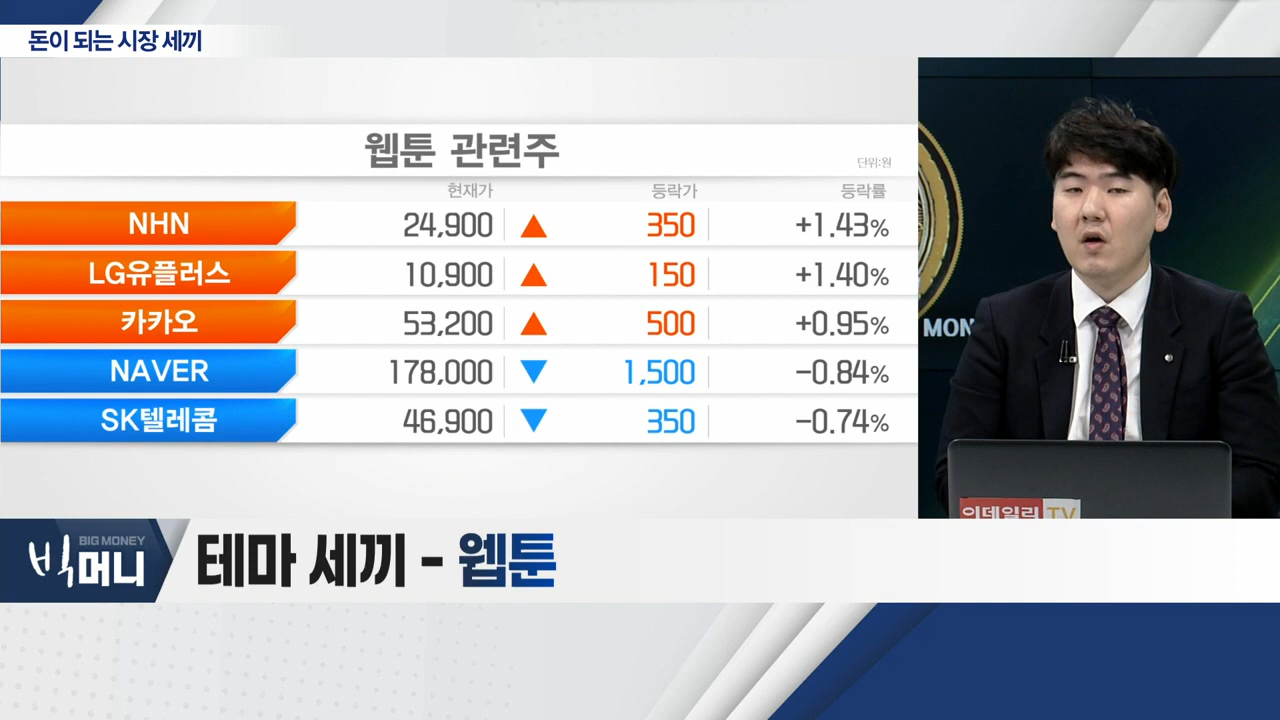 돈이 되는 시장 세끼
웹툰 관련주
단위:원
현재가 등락가 등락률
NHN 24,900 ▲ 350 +1.43%
LG유플러스 10,900 ▲ 150 +1.40%
카카오 53,200 ▲ 500 +0.95%
NAVER 178,000 ▼ 1,500 -0.84%
SK텔레콤 46,900 ▼ 350 -0.74%
MON
이데일리 TV
BIG MONEY
빅머니
테마 세끼 - 웹툰